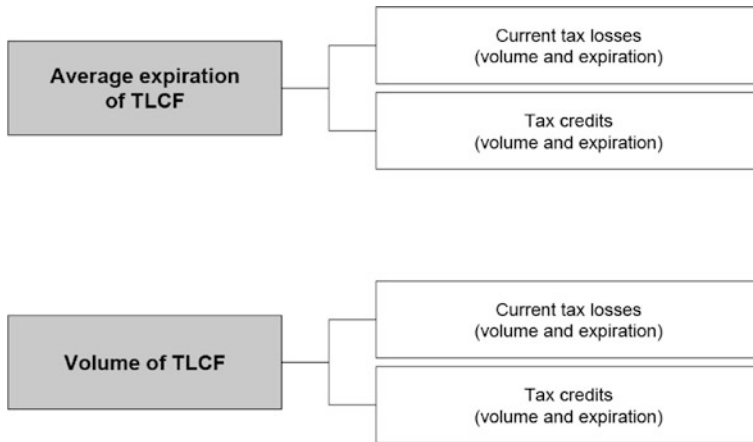 Current tax losses
(volume and expiration)
Average expiration
of TLCF
Tax credits
(volume and expiration)
Current tax losses
(volume and expiration)
Volume of TLCF
Tax credits
(volume and expiration)